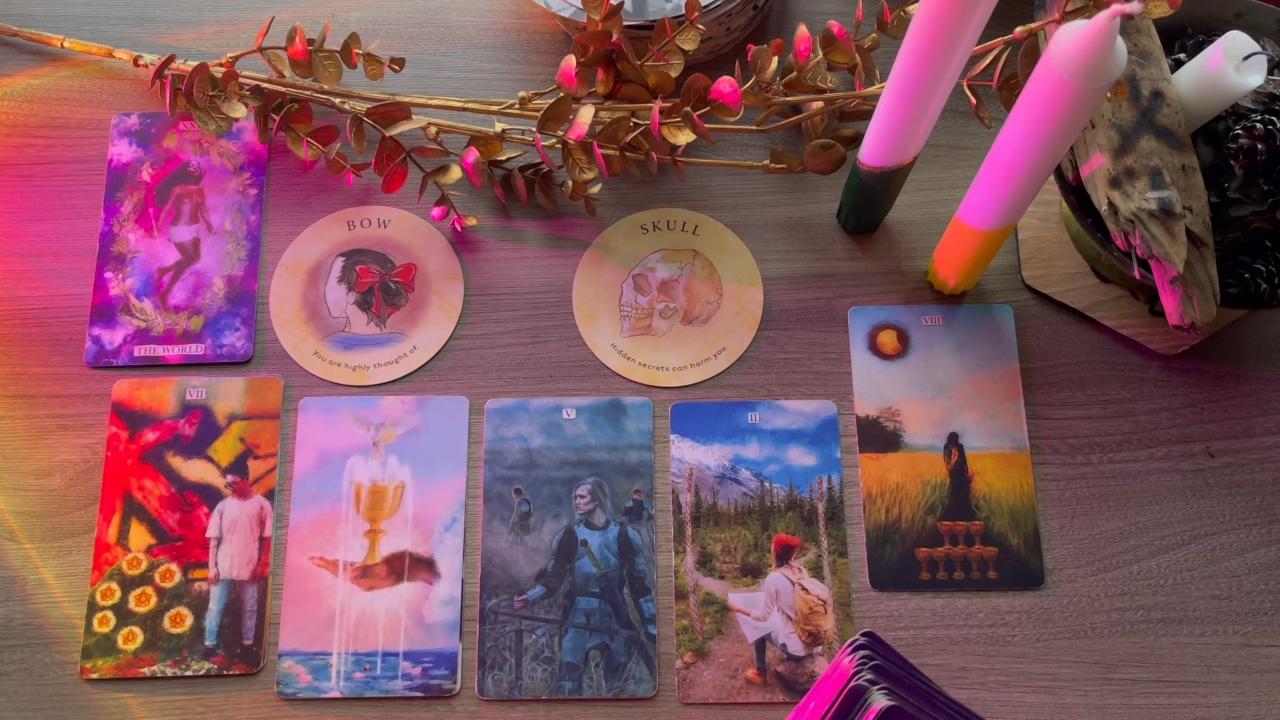 THE WORLD
BOW
You are highly thought of.
SKULL
Hidden secrets can harm you.
VIII
VII
V
II